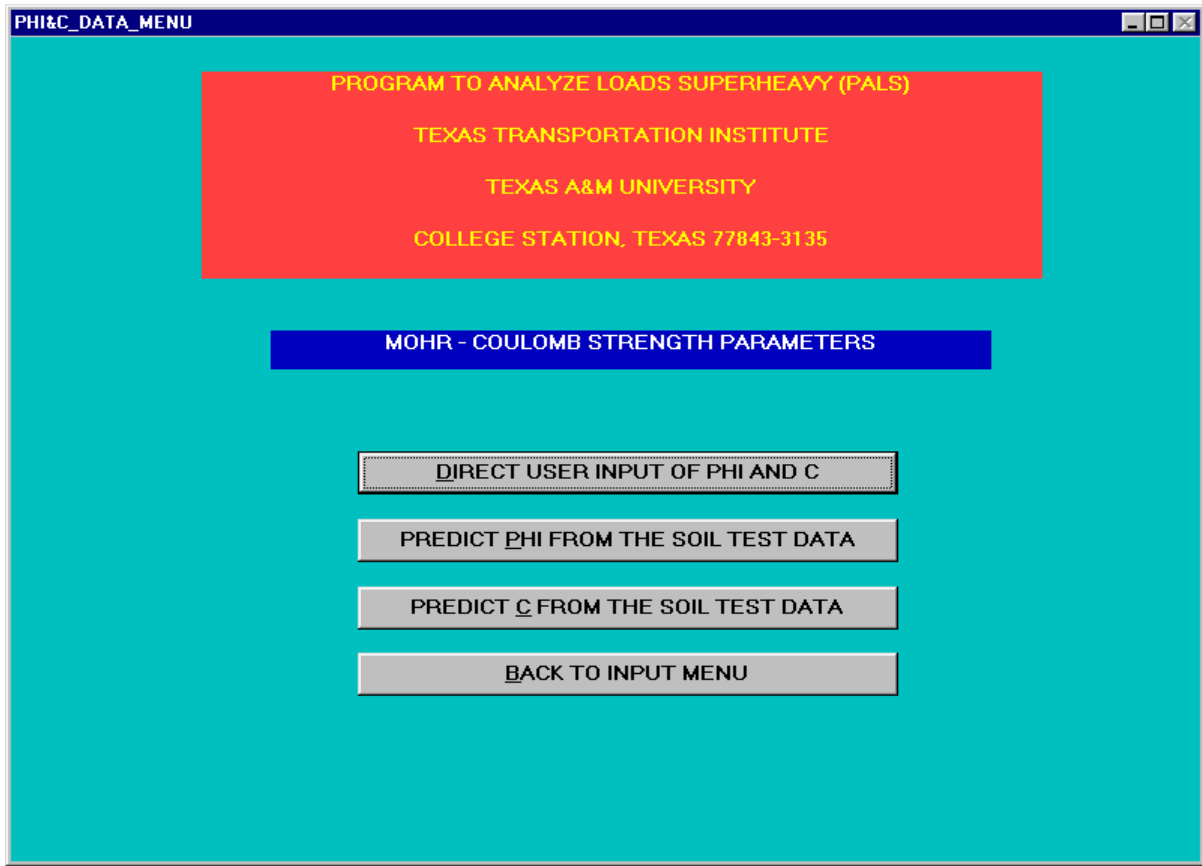 PHI&C_DATA_MENU
PROGRAM TO ANALYZE LOADS SUPERHEAVY (PALS)
TEXAS TRANSPORTATION INSTITUTE
TEXAS A&M UNIVERSITY
COLLEGE STATION, TEXAS 77843-3135
MOHR - COULOMB STRENGTH PARAMETERS
DIRECT USER INPUT OF PHI AND C
PREDICT PHI FROM THE SOIL TEST DATA
PREDICT C FROM THE SOIL TEST DATA
BACK TO INPUT MENU